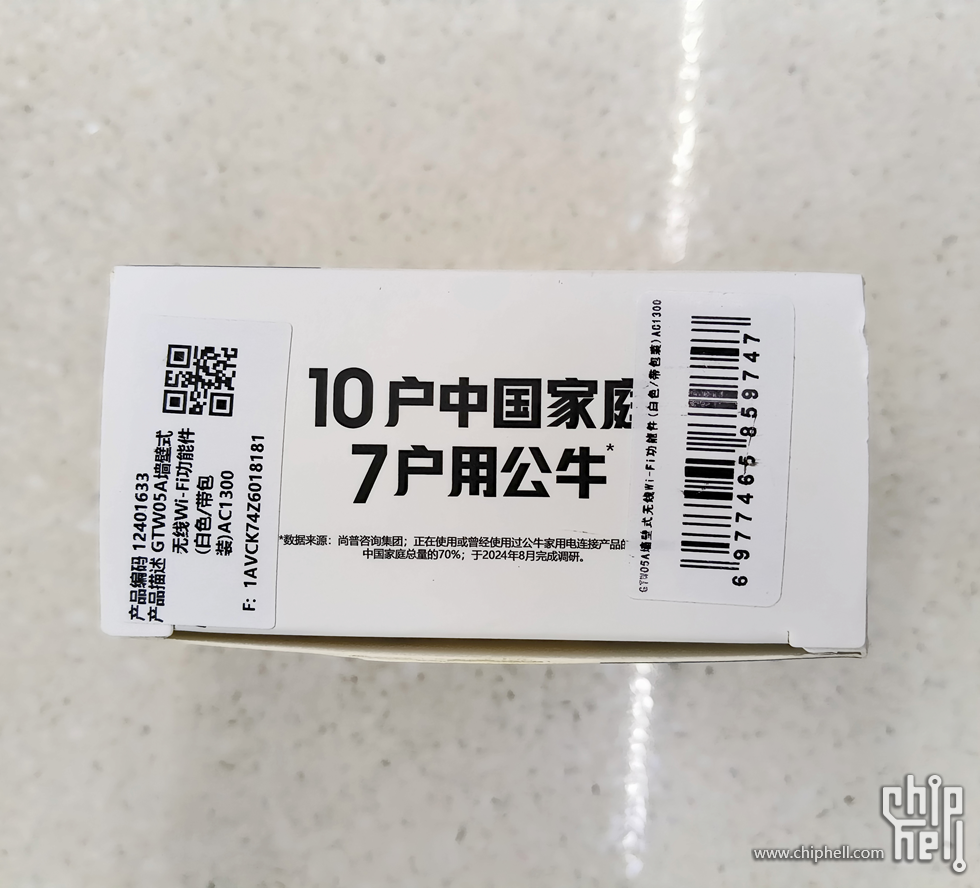 产品编码 12401633
产品描述 GTW05A墙壁式
无线Wi-Fi功能件
(白色/带包
装)AC1300
F: 1AVCK74Z6018181
10户中国家庭
7户用公牛*
*数据来源：尚普咨询集团；正在使用或曾经使用过公牛家用电连接产品的
中国家庭总量的70%；于2024年8月完成调研。
GTW05A墙壁式无线Wi-Fi功能件(白色/带包装)AC1300
6 977465 859747
chip
hell
www.chiphell.com